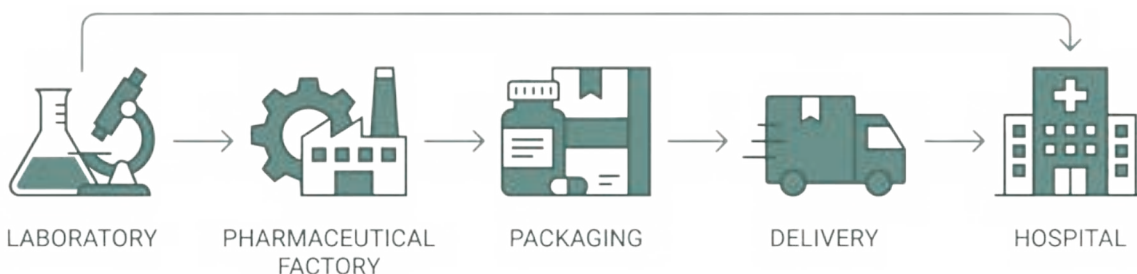 LABORATORY
PHARMACEUTICAL
FACTORY
PACKAGING
DELIVERY
HOSPITAL